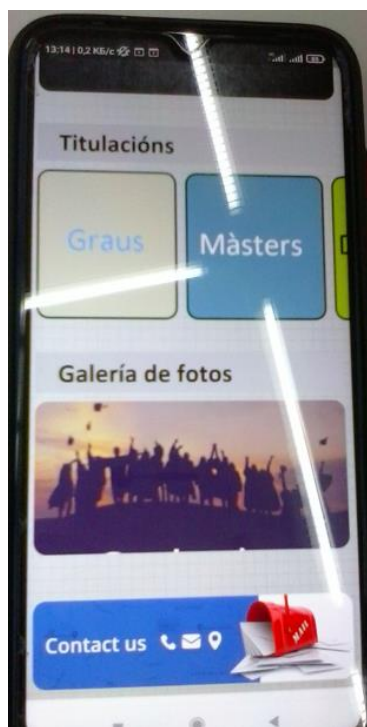 13:14 | 0,2 КБ/с
Titulacións
Graus
Màsters
Galería de fotos
Contact us
MAIL